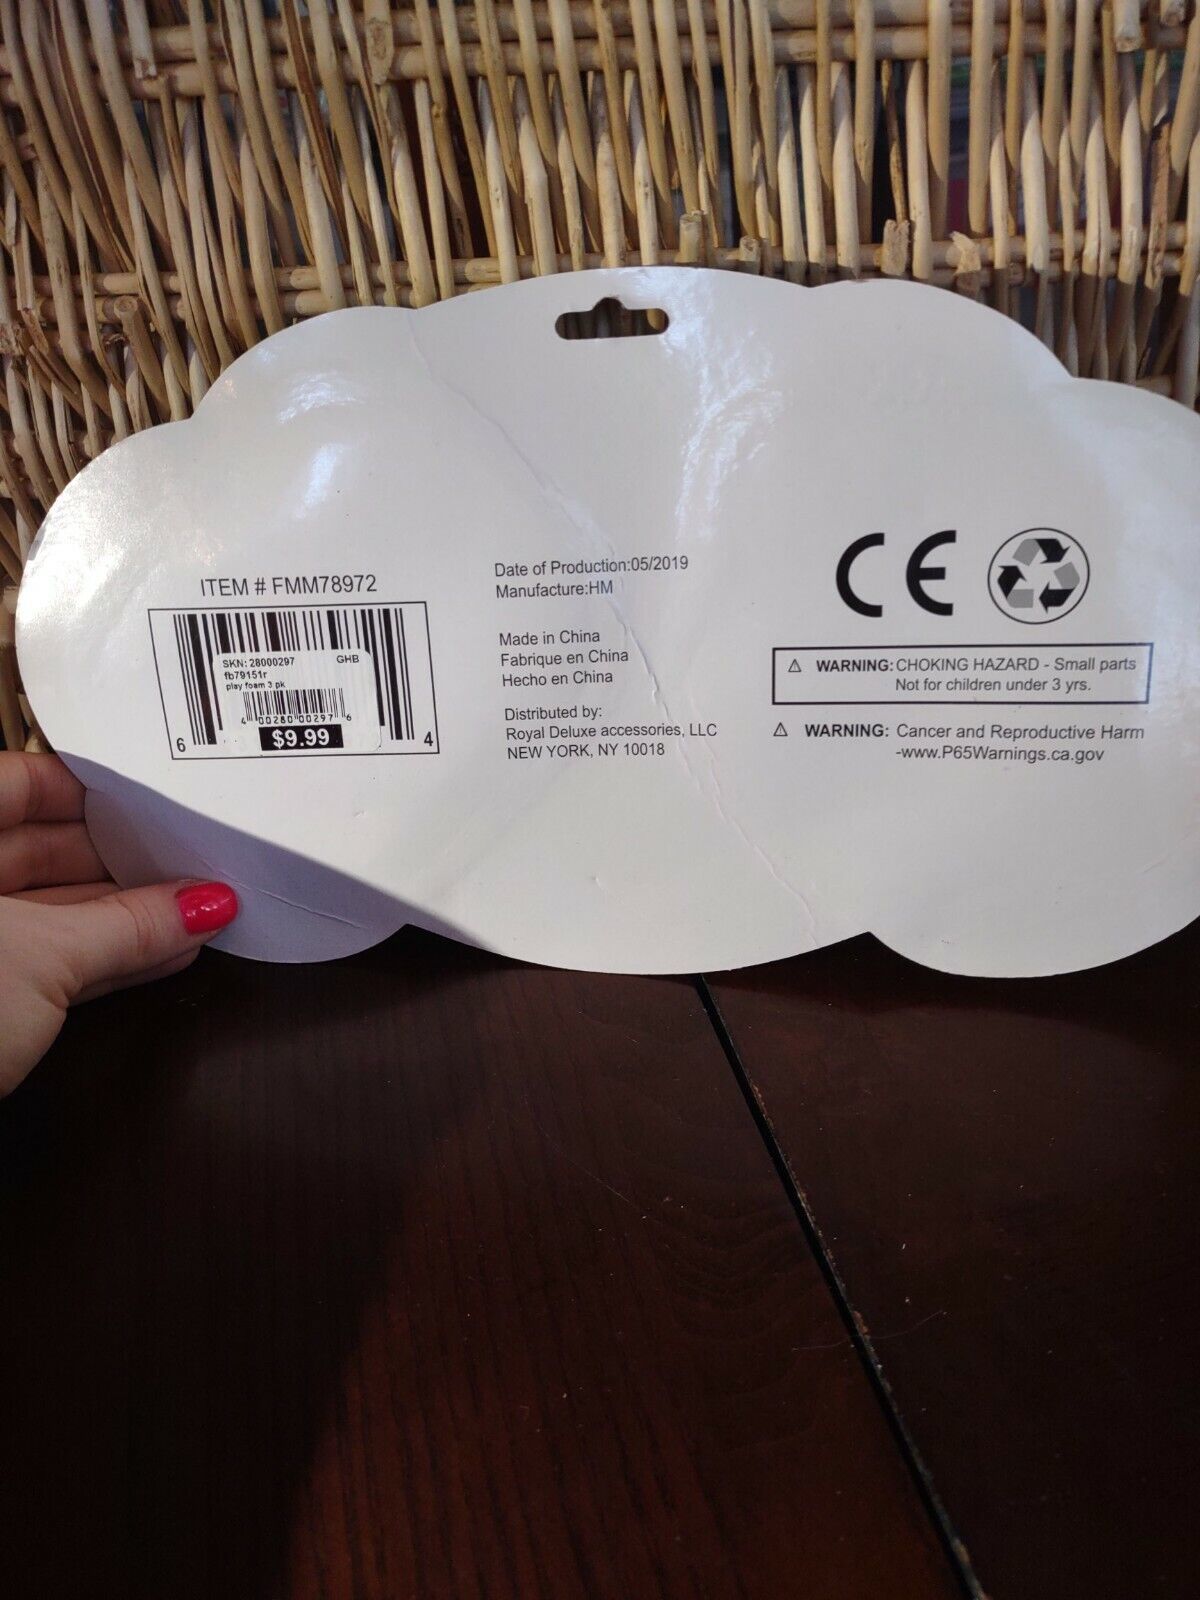 ITEM # FMM78972
SKN: 28000297 GHB
fb79151r
play foam 3 pk
4 00280 00297 6
$9.99
6 4
Date of Production:05/2019
Manufacture:HM
Made in China
Fabrique en China
Hecho en China
Distributed by:
Royal Deluxe accessories, LLC
NEW YORK, NY 10018
CE
⚠ WARNING: CHOKING HAZARD - Small parts
Not for children under 3 yrs.
⚠ WARNING: Cancer and Reproductive Harm
-www.P65Warnings.ca.gov